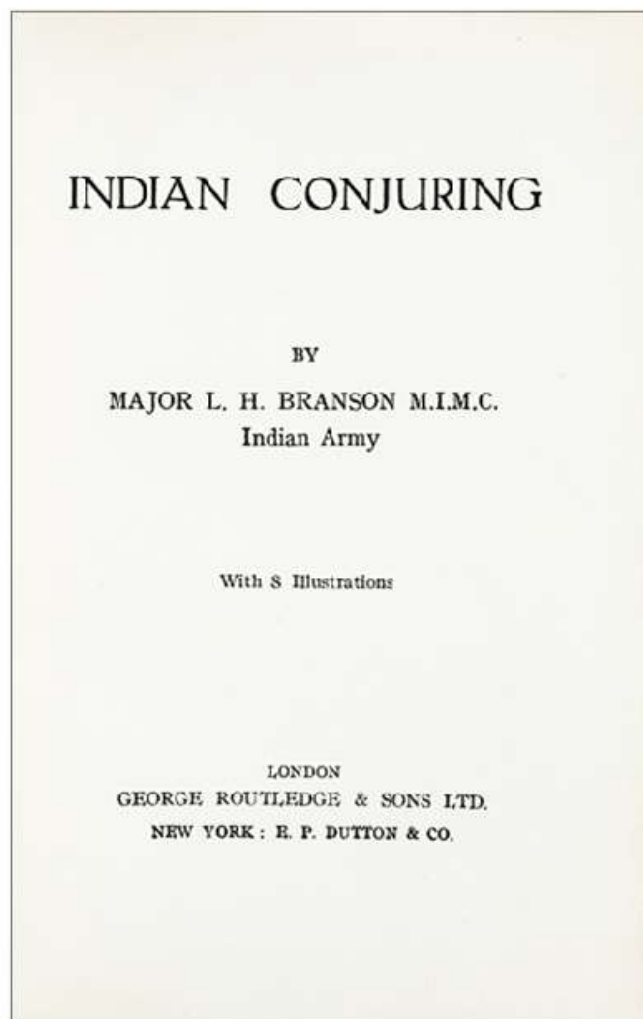 INDIAN CONJURING
BY
MAJOR L. H. BRANSON M.I.M.C.
Indian Army
With 8 Illustrations
LONDON
GEORGE ROUTLEDGE & SONS LTD.
NEW YORK: E. P. DUTTON & CO.